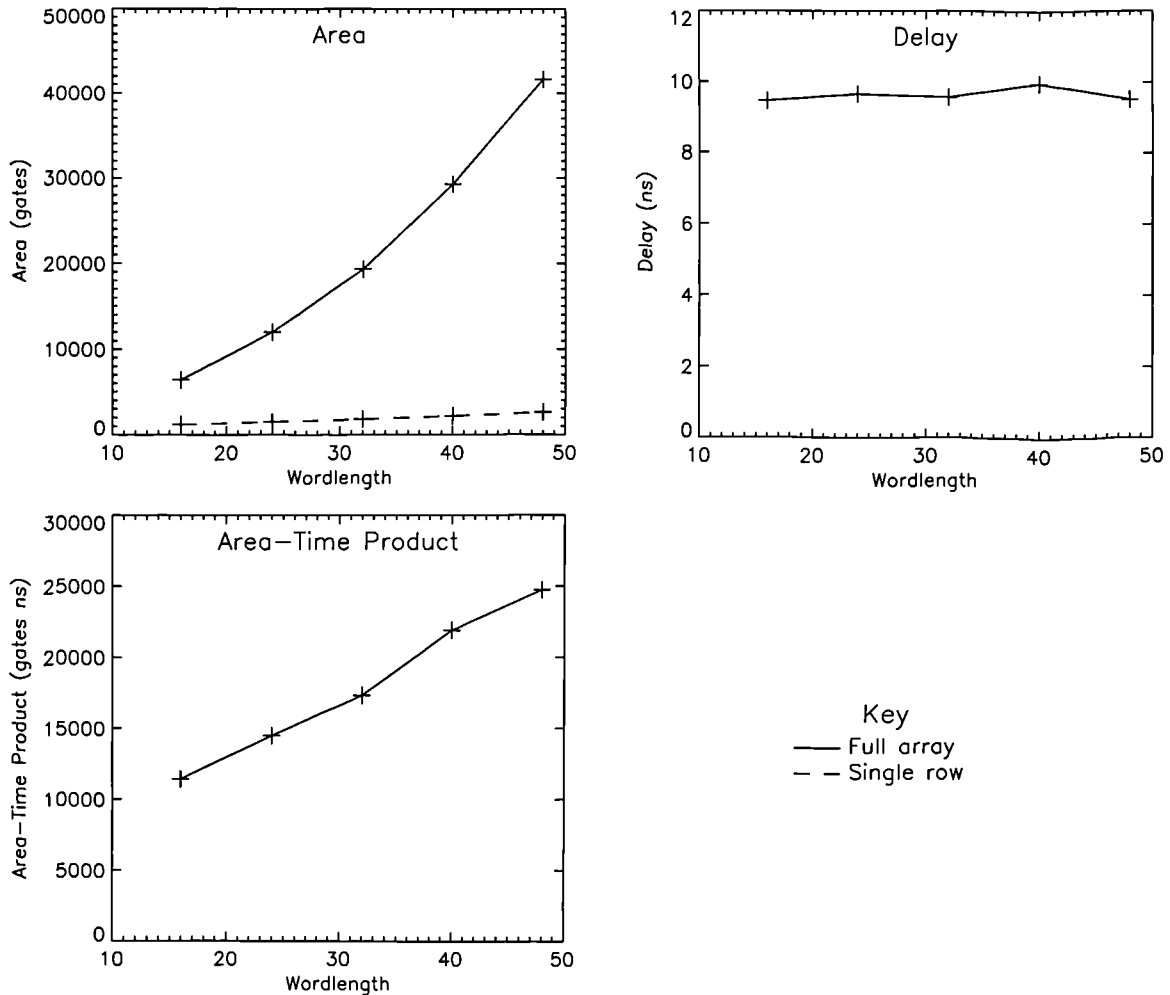 Area
Area (gates)
50000
40000
30000
20000
10000
0
10 20 30 40 50
Wordlength
Delay
Delay (ns)
12
10
8
6
4
2
0
10 20 30 40 50
Wordlength
Area-Time Product
Area-Time Product (gates ns)
30000
25000
20000
15000
10000
5000
0
10 20 30 40 50
Wordlength
Key
Full array
Single row